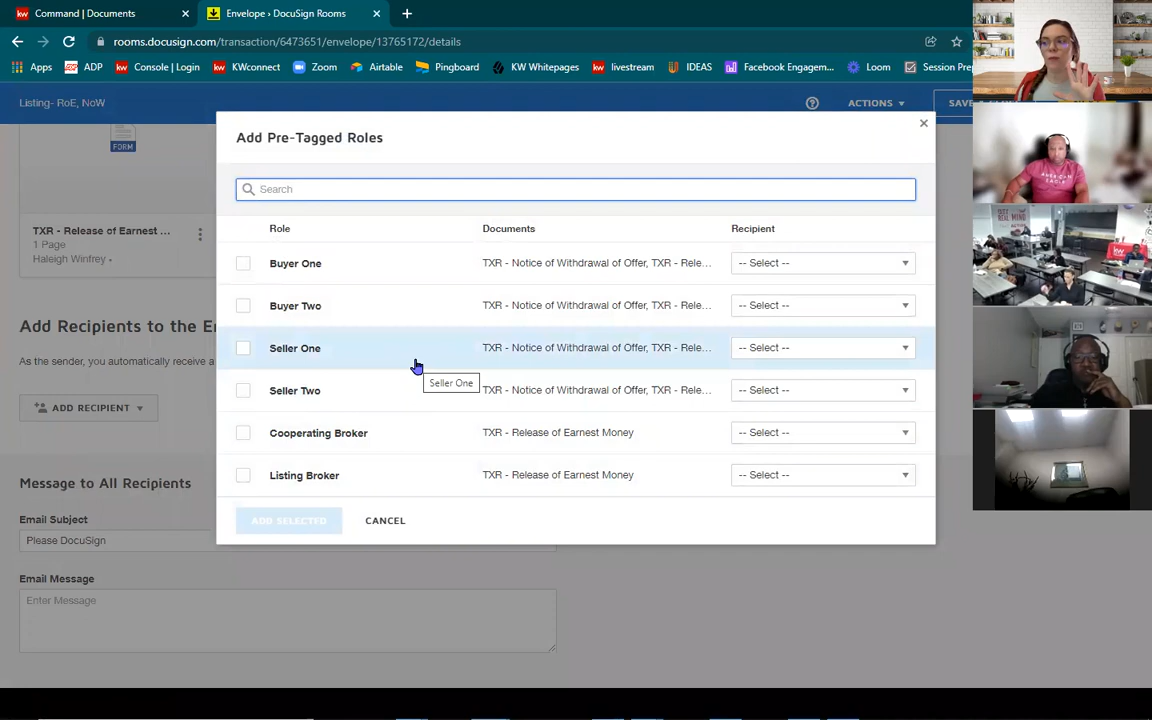 Command | Documents
Envelope › DocuSign Rooms
rooms.docusign.com/transaction/6473651/envelope/13765172/details
Apps
ADP
Console | Login
KWconnect
Zoom
Airtable
Pingboard
KW Whitepages
livestream
IDEAS
Facebook Engagem...
Loom
Session Pre
Listing- RoE, NoW
ACTIONS
Add Pre-Tagged Roles
Search
Role
Documents
Recipient
Buyer One
TXR - Notice of Withdrawal of Offer, TXR - Rele...
-- Select --
Buyer Two
TXR - Notice of Withdrawal of Offer, TXR - Rele...
-- Select --
Seller One
TXR - Notice of Withdrawal of Offer, TXR - Rele...
-- Select --
Seller One
Seller Two
TXR - Notice of Withdrawal of Offer, TXR - Rele...
-- Select --
Cooperating Broker
TXR - Release of Earnest Money
-- Select --
Listing Broker
TXR - Release of Earnest Money
-- Select --
ADD SELECTED
CANCEL
FORM
TXR - Release of Earnest ...
1 Page
Haleigh Winfrey •
Add Recipients to the E
As the sender, you automatically receive a
ADD RECIPIENT
Message to All Recipients
Email Subject
Please DocuSign
Email Message
Enter Message